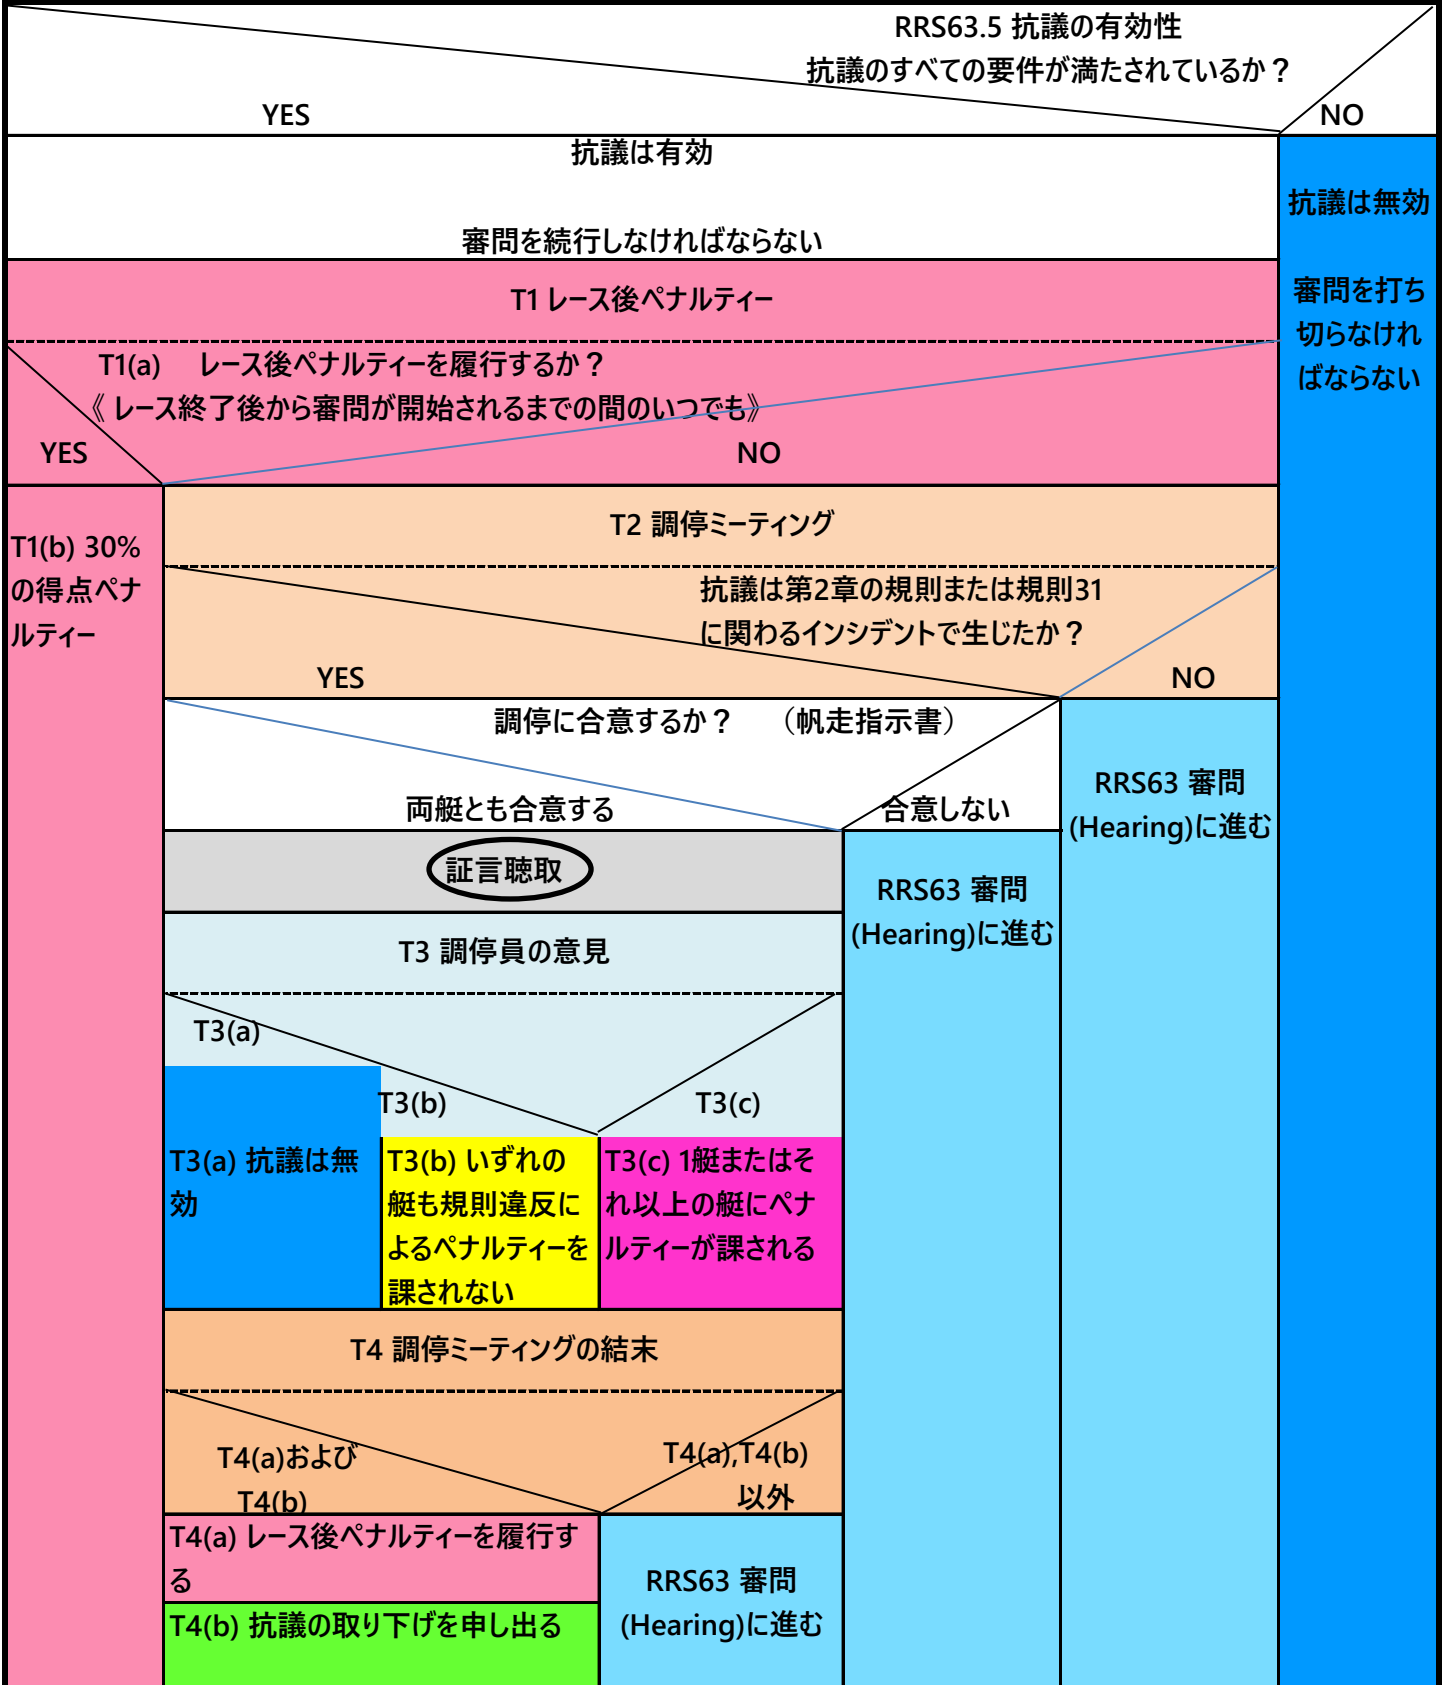 RRS63.5 抗議の有効性
抗議のすべての要件が満たされているか？
YES
NO
抗議は有効
審問を続行しなければならない
抗議は無効
審問を打ち
切らなけれ
ばならない
T1 レース後ペナルティー
T1(a) レース後ペナルティーを履行するか？
《 レース終了後から審問が開始されるまでの間のいつでも》
YES
NO
T1(b) 30%
の得点ペナ
ルティー
T2 調停ミーティング
抗議は第2章の規則または規則31
に関わるインシデントで生じたか？
YES
NO
調停に合意するか？ （帆走指示書）
両艇とも合意する
合意しない
RRS63 審問
(Hearing)に進む
証言聴取
RRS63 審問
(Hearing)に進む
T3 調停員の意見
T3(a)
T3(b)
T3(c)
T3(a) 抗議は無
効
T3(b) いずれの
艇も規則違反に
よるペナルティーを
課されない
T3(c) 1艇またはそ
れ以上の艇にペナ
ルティーが課される
T4 調停ミーティングの結末
T4(a)および
T4(b)
T4(a),T4(b)
以外
T4(a) レース後ペナルティーを履行す
る
T4(b) 抗議の取り下げを申し出る
RRS63 審問
(Hearing)に進む